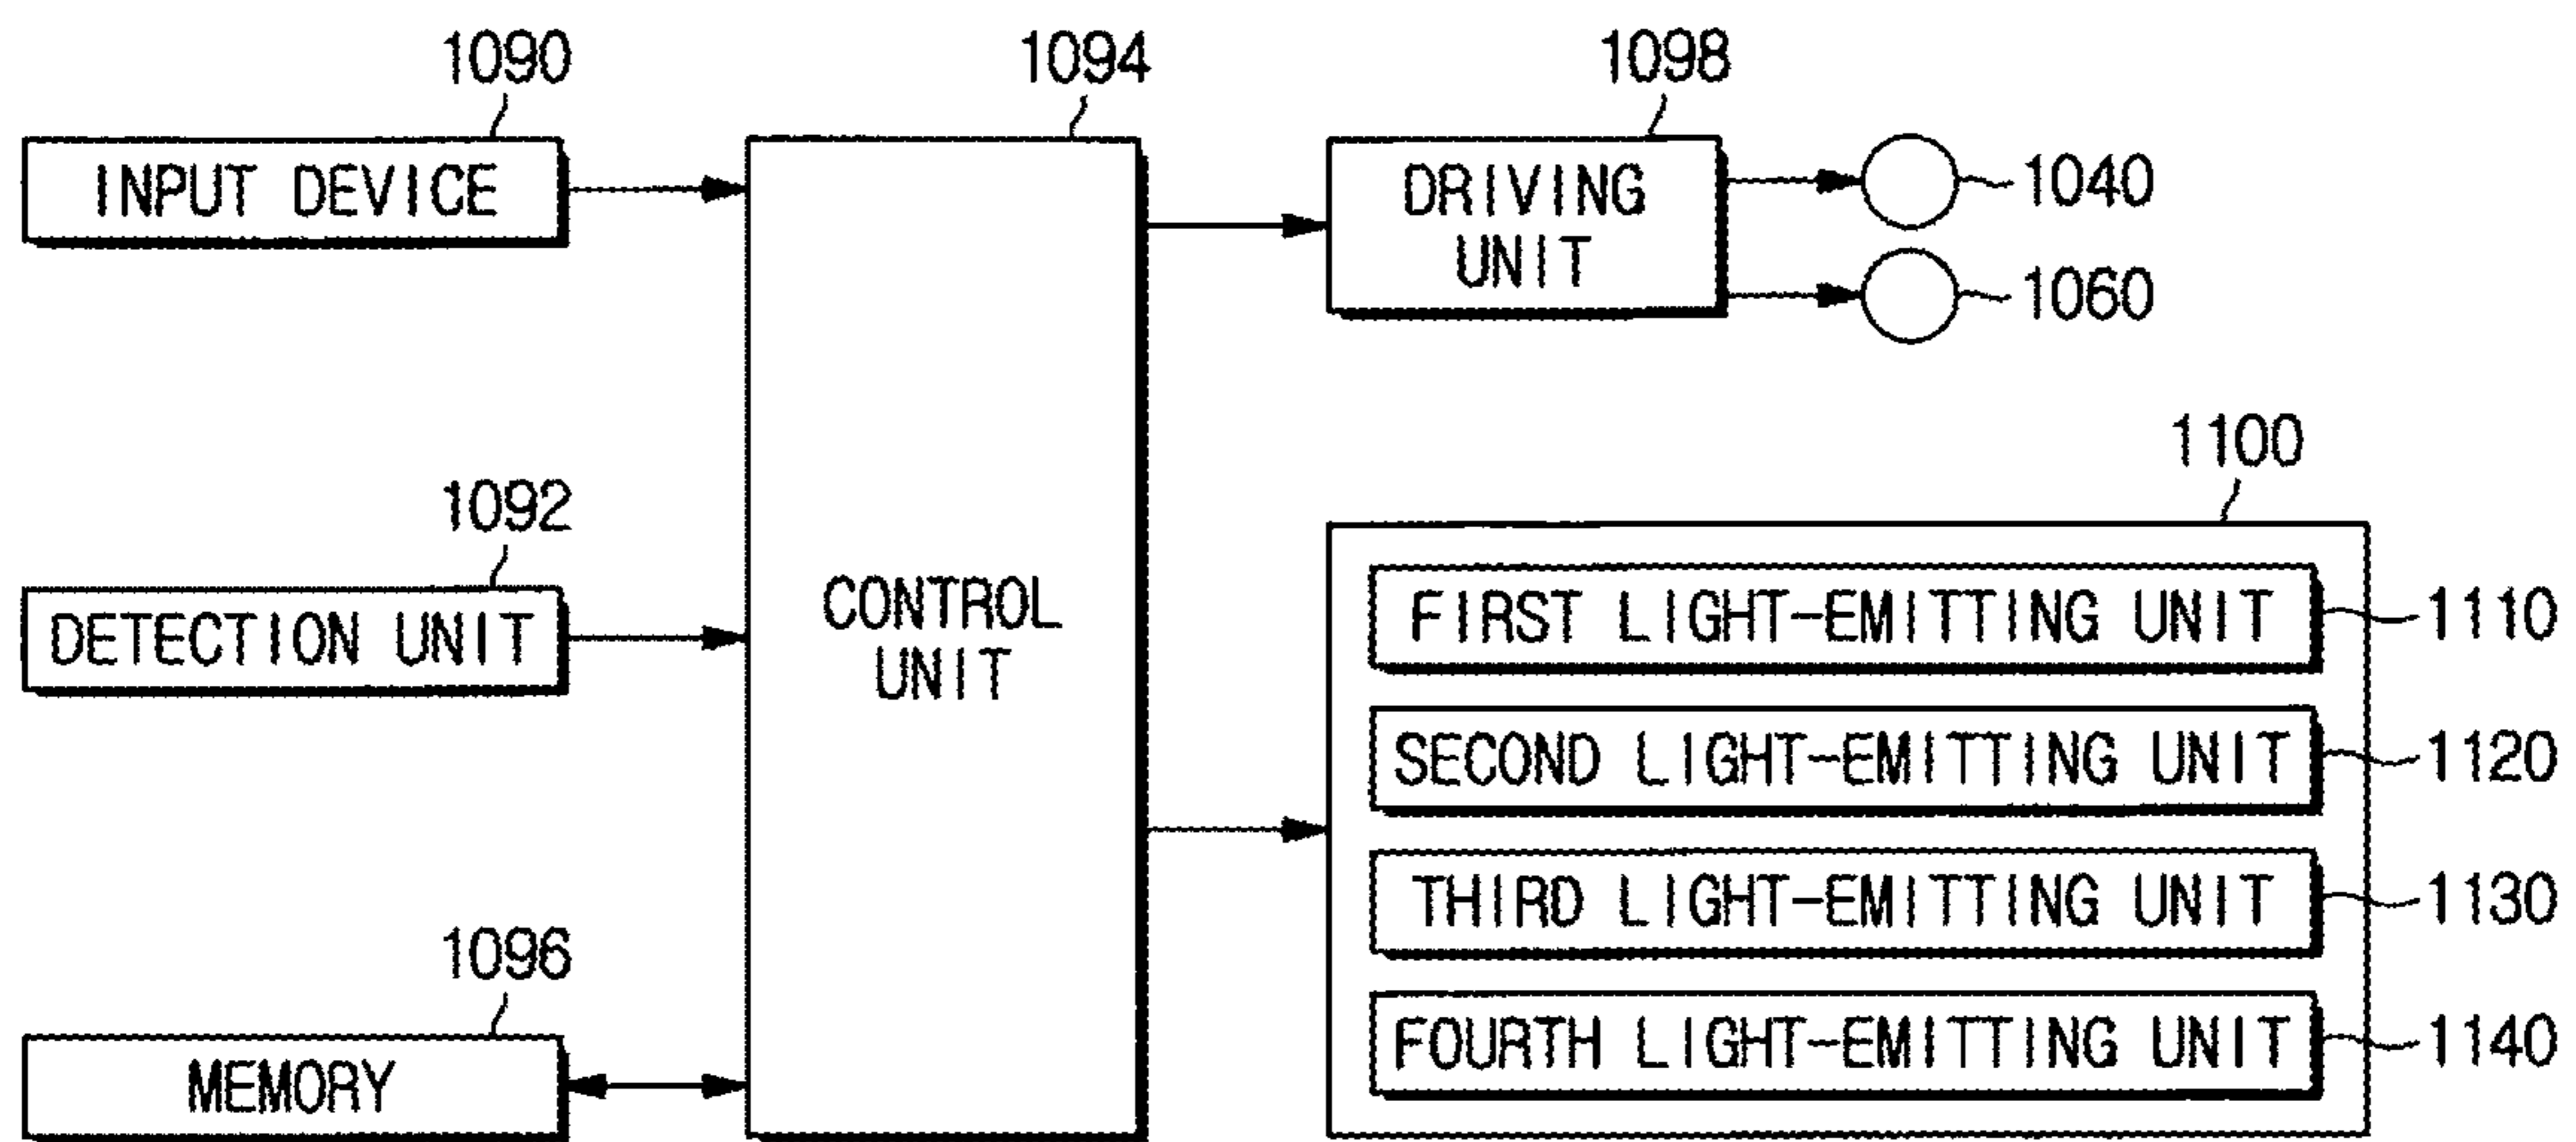 1090
1094
1098
INPUT DEVICE
DRIVING
UNIT
1040
1060
1100
1092
DETECTION UNIT
CONTROL
UNIT
FIRST LIGHT-EMITTING UNIT
1110
SECOND LIGHT-EMITTING UNIT
1120
THIRD LIGHT-EMITTING UNIT
1130
1096
MEMORY
FOURTH LIGHT-EMITTING UNIT
1140